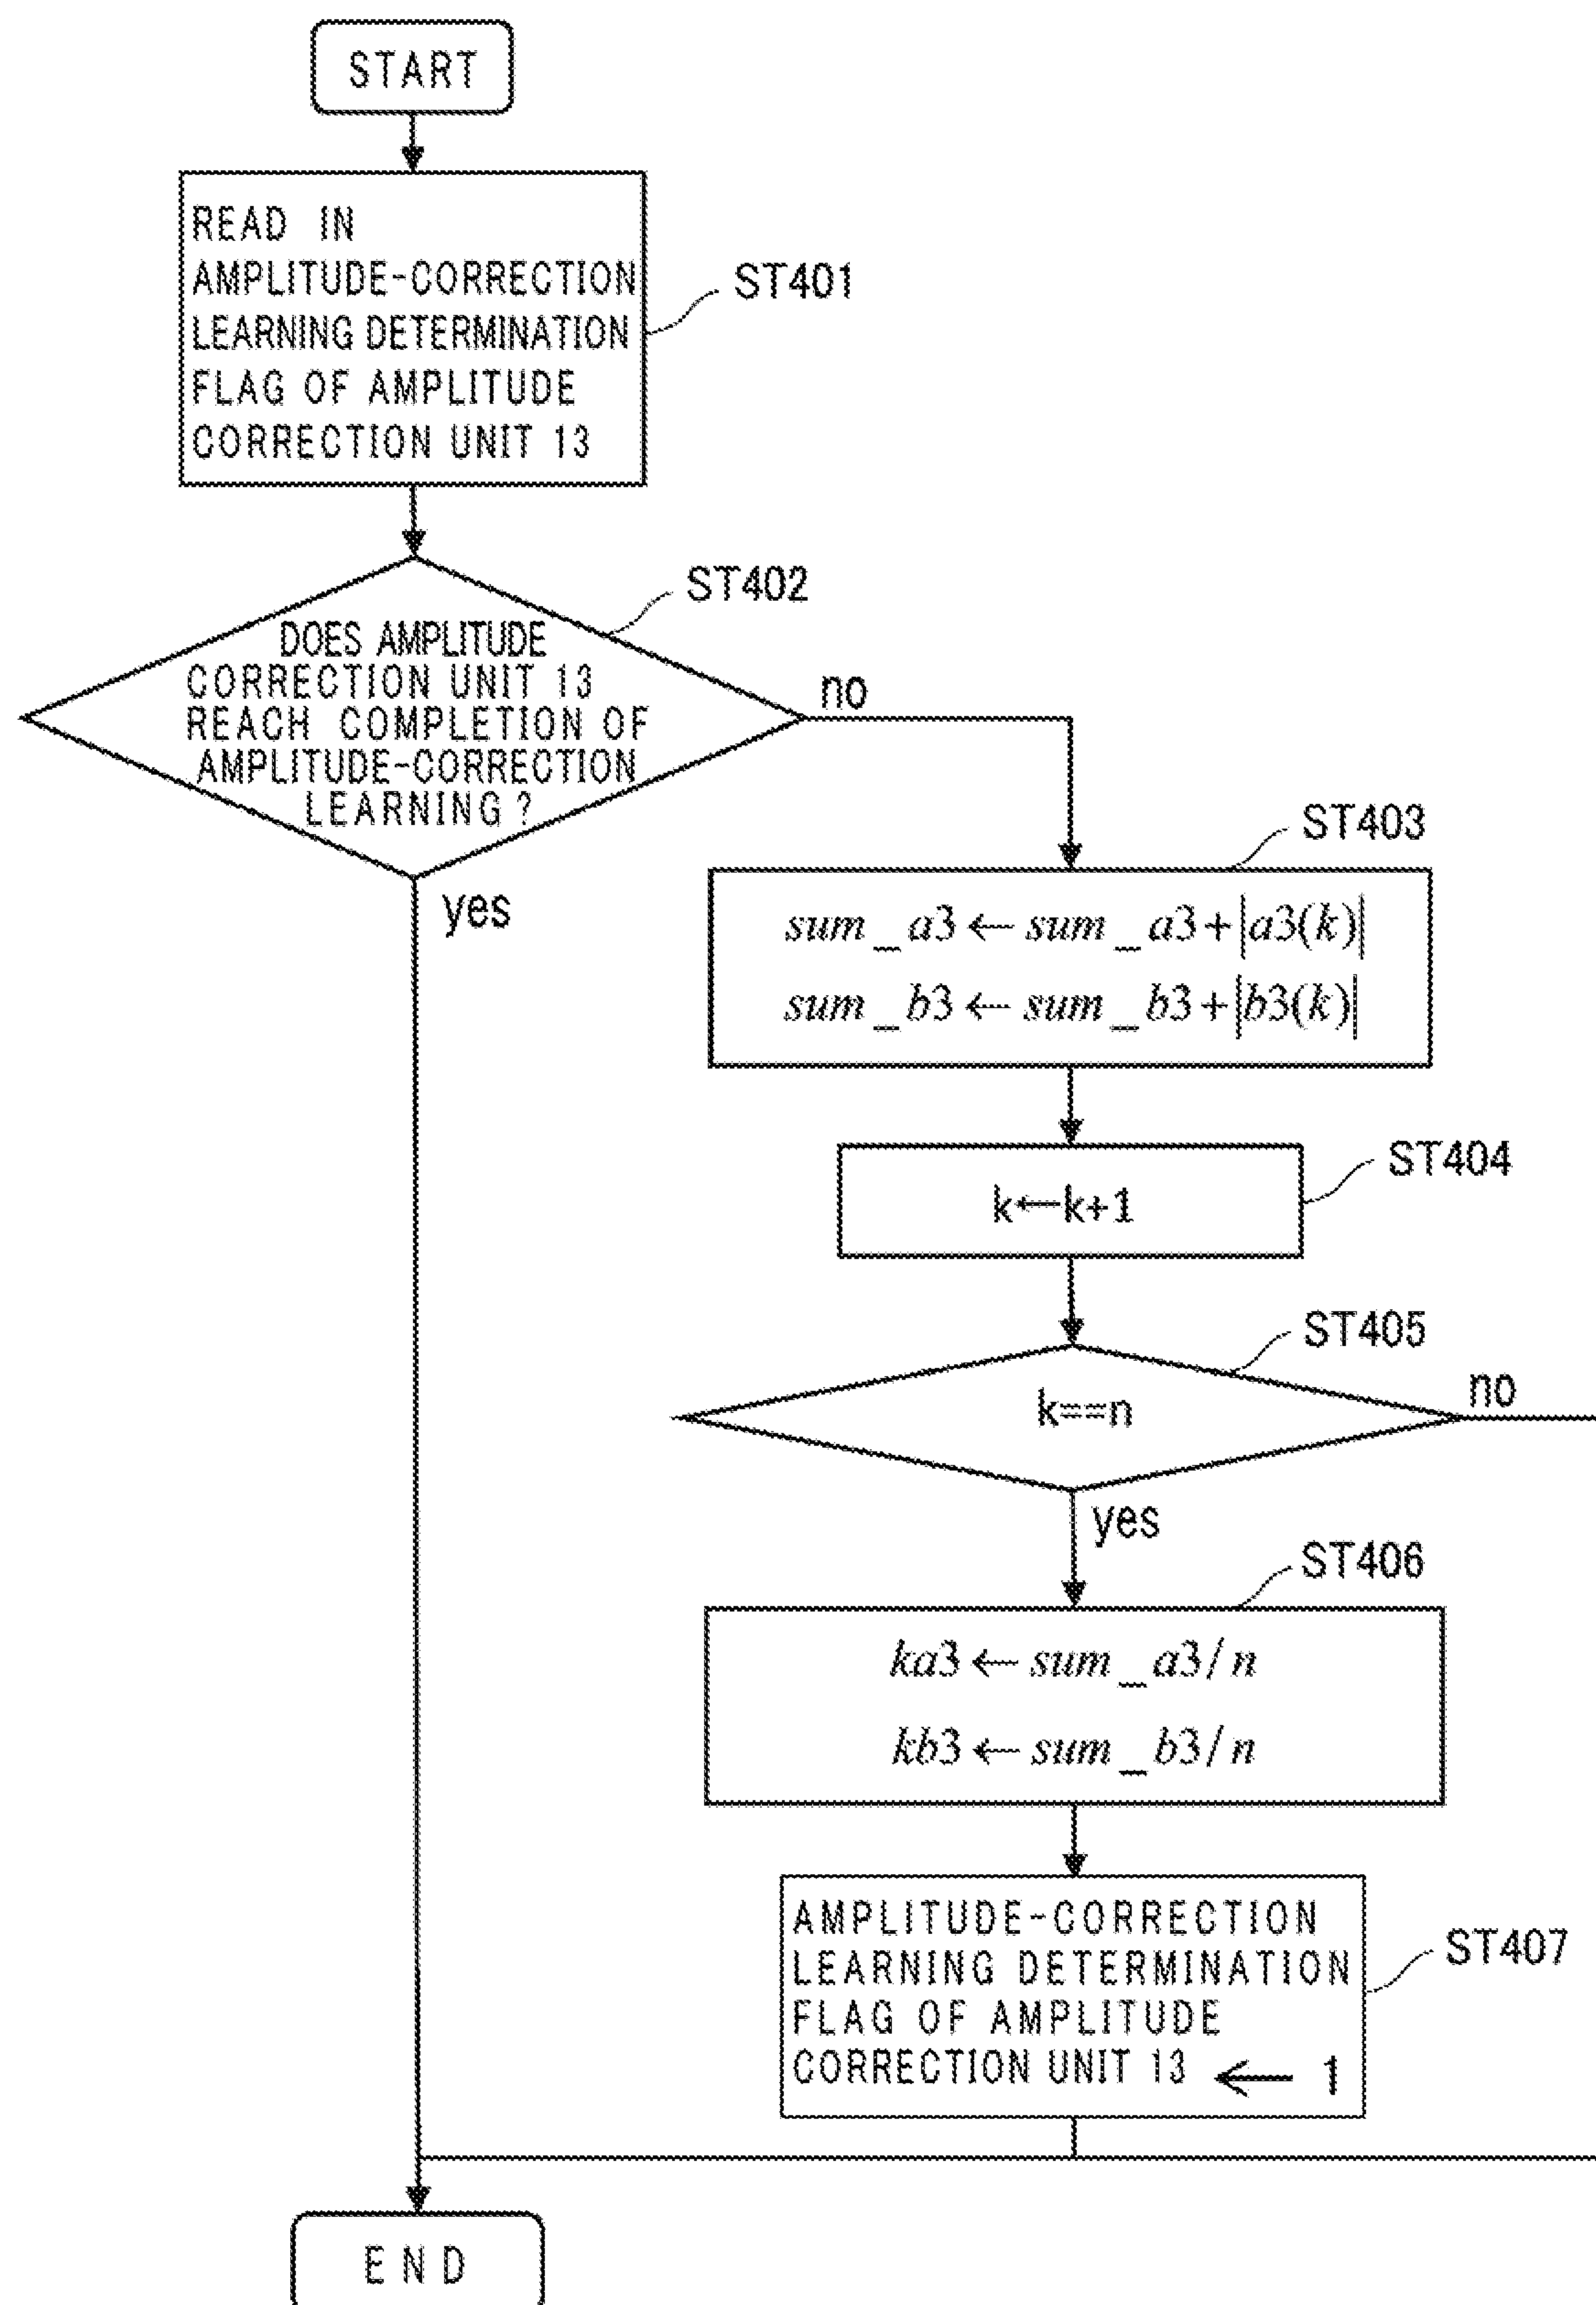 START
READ IN
AMPLITUDE-CORRECTION
LEARNING DETERMINATION
FLAG OF AMPLITUDE
CORRECTION UNIT 13
ST401
ST402
DOES AMPLITUDE
CORRECTION UNIT 13
REACH COMPLETION OF
AMPLITUDE-CORRECTION
LEARNING?
no
yes
ST403
sum_a3←sum_a3+|a3(k)|
sum_b3←sum_b3+|b3(k)|
ST404
k←k+1
ST405
k==n
no
yes
ST406
ka3←sum_a3/n
kb3←sum_b3/n
AMPLITUDE-CORRECTION
LEARNING DETERMINATION
FLAG OF AMPLITUDE
CORRECTION UNIT 13 ← 1
ST407
END